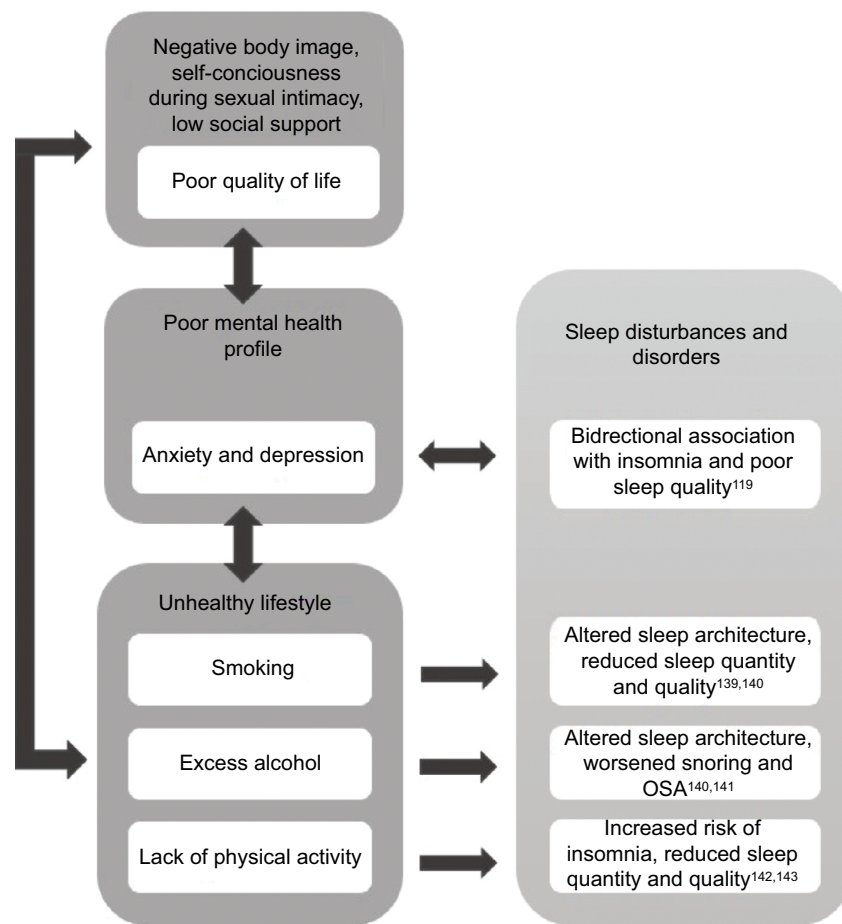 Negative body image,
self-conciousness
during sexual intimacy,
low social support
Poor quality of life
Poor mental health
profile
Anxiety and depression
Unhealthy lifestyle
Smoking
Excess alcohol
Lack of physical activity
Sleep disturbances and
disorders
Bidrectional association
with insomnia and poor
sleep quality119
Altered sleep architecture,
reduced sleep quantity
and quality139,140
Altered sleep architecture,
worsened snoring and
OSA140,141
Increased risk of
insomnia, reduced sleep
quantity and quality142,143